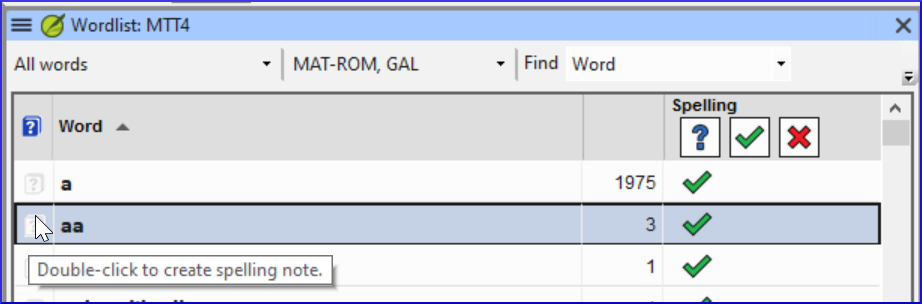 Wordlist: MTT4
All words MAT-ROM, GAL Find Word
Spelling
Word
a 1975
aa 3
1
Double-click to create spelling note.